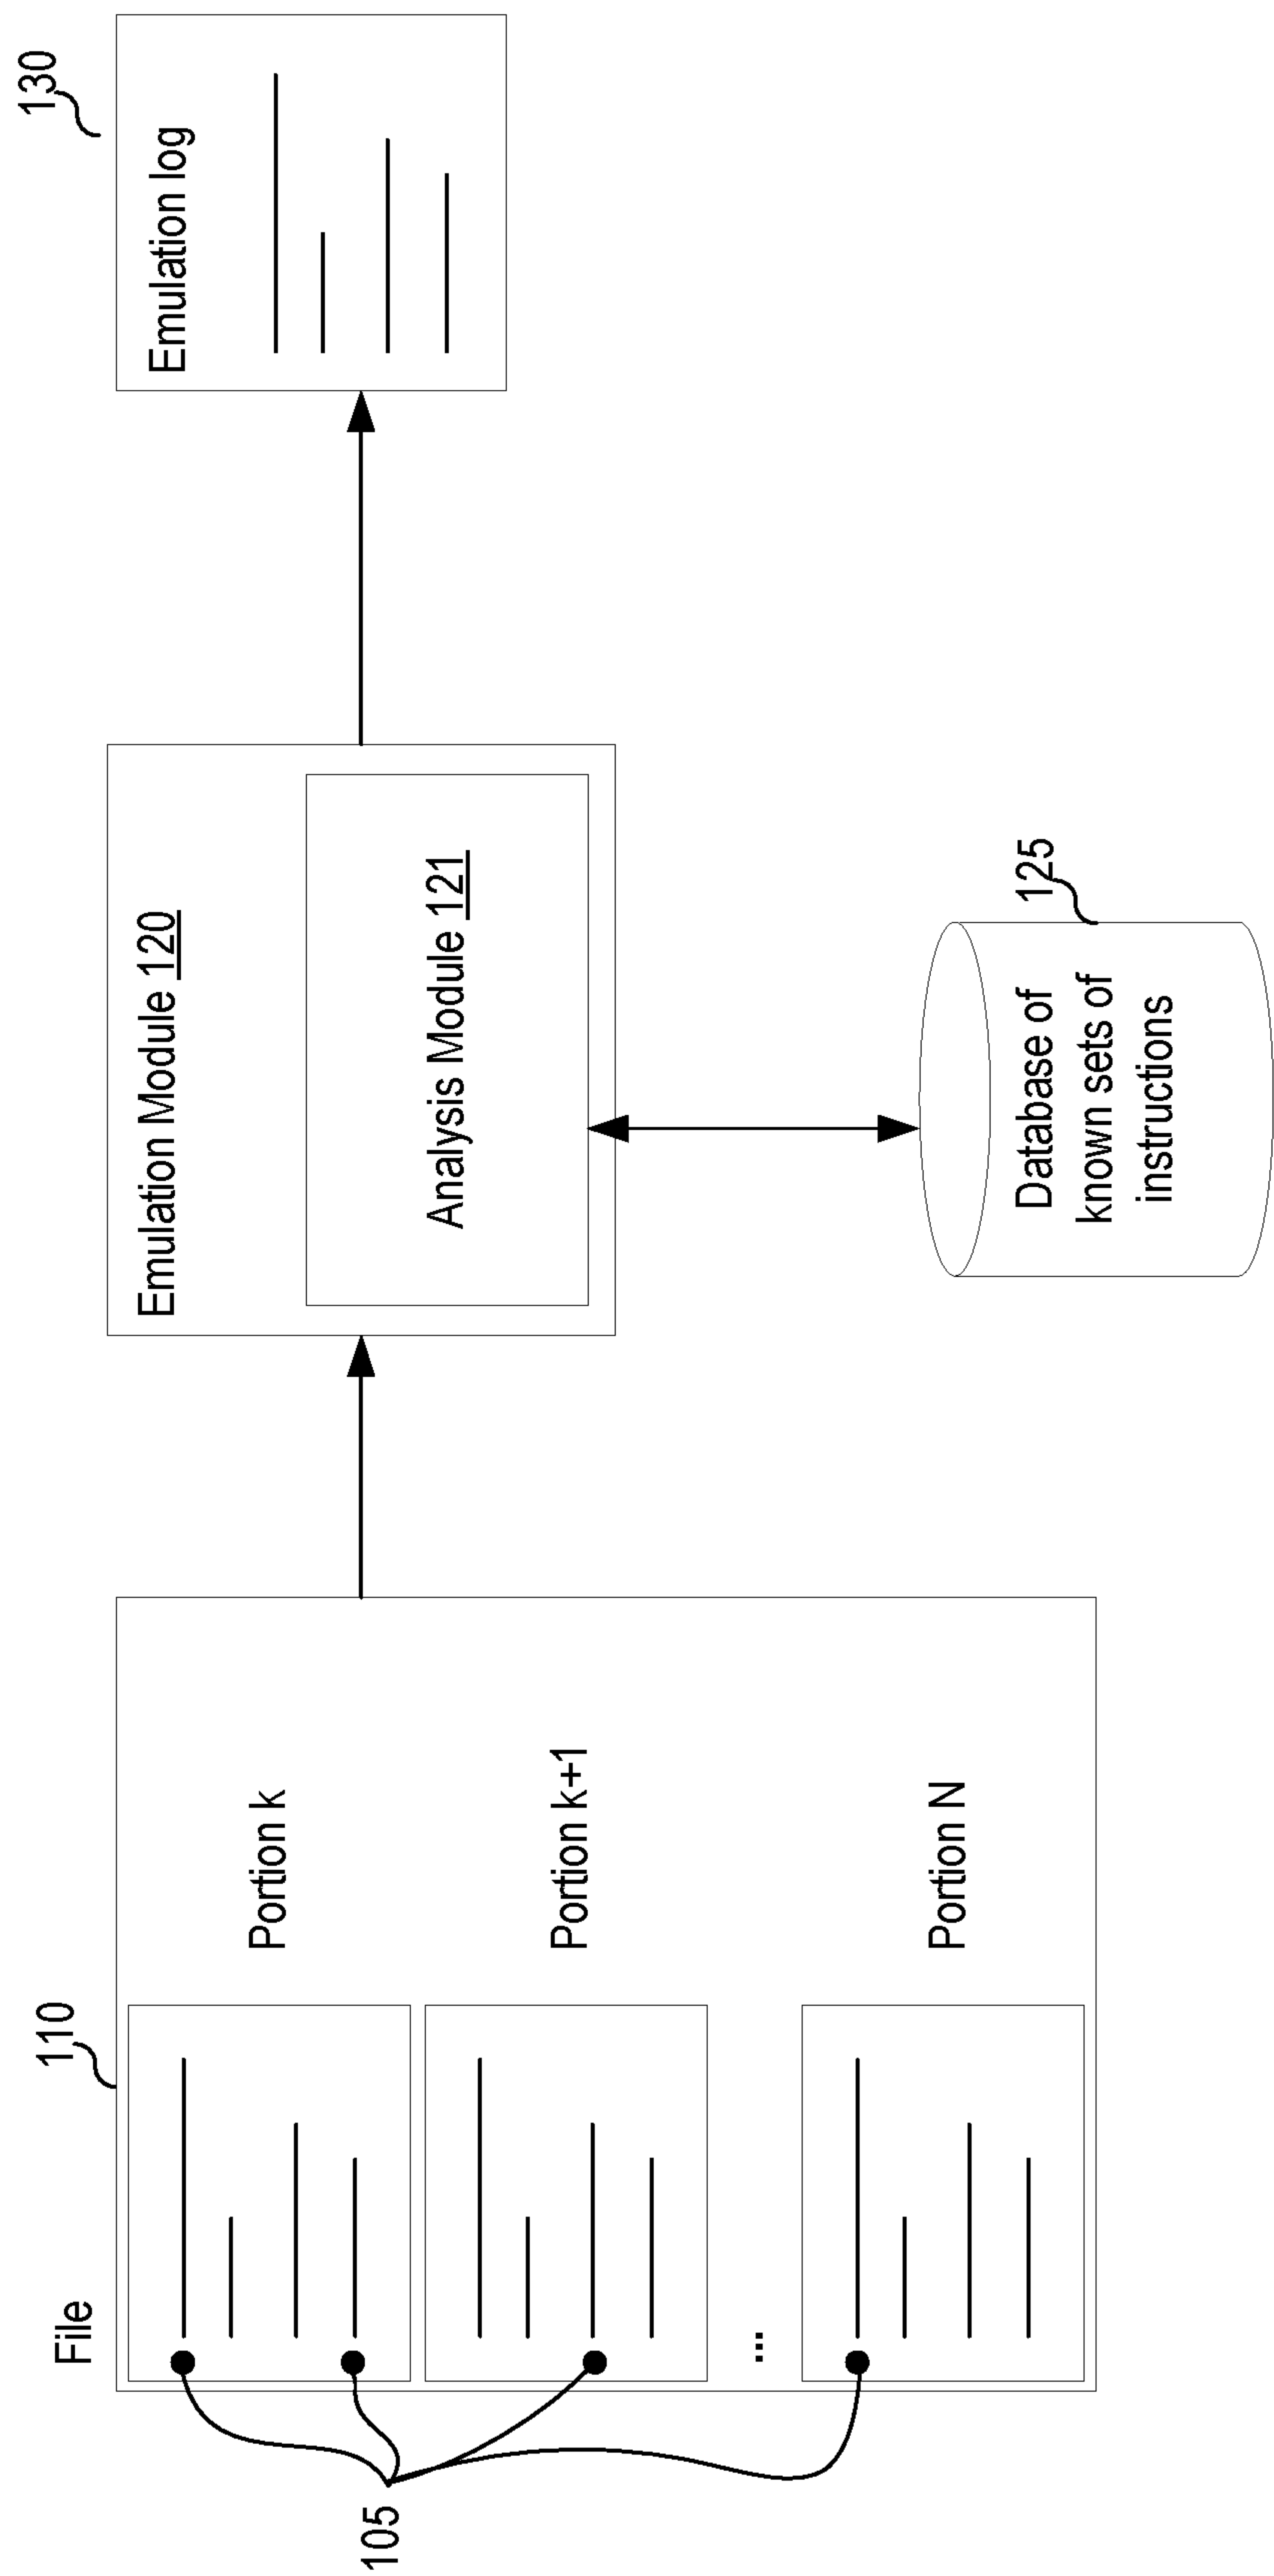 File
110
Portion k
Portion k+1
...
Portion N
105
Emulation Module 120
Analysis Module 121
Database of
known sets of
instructions
125
Emulation log
130